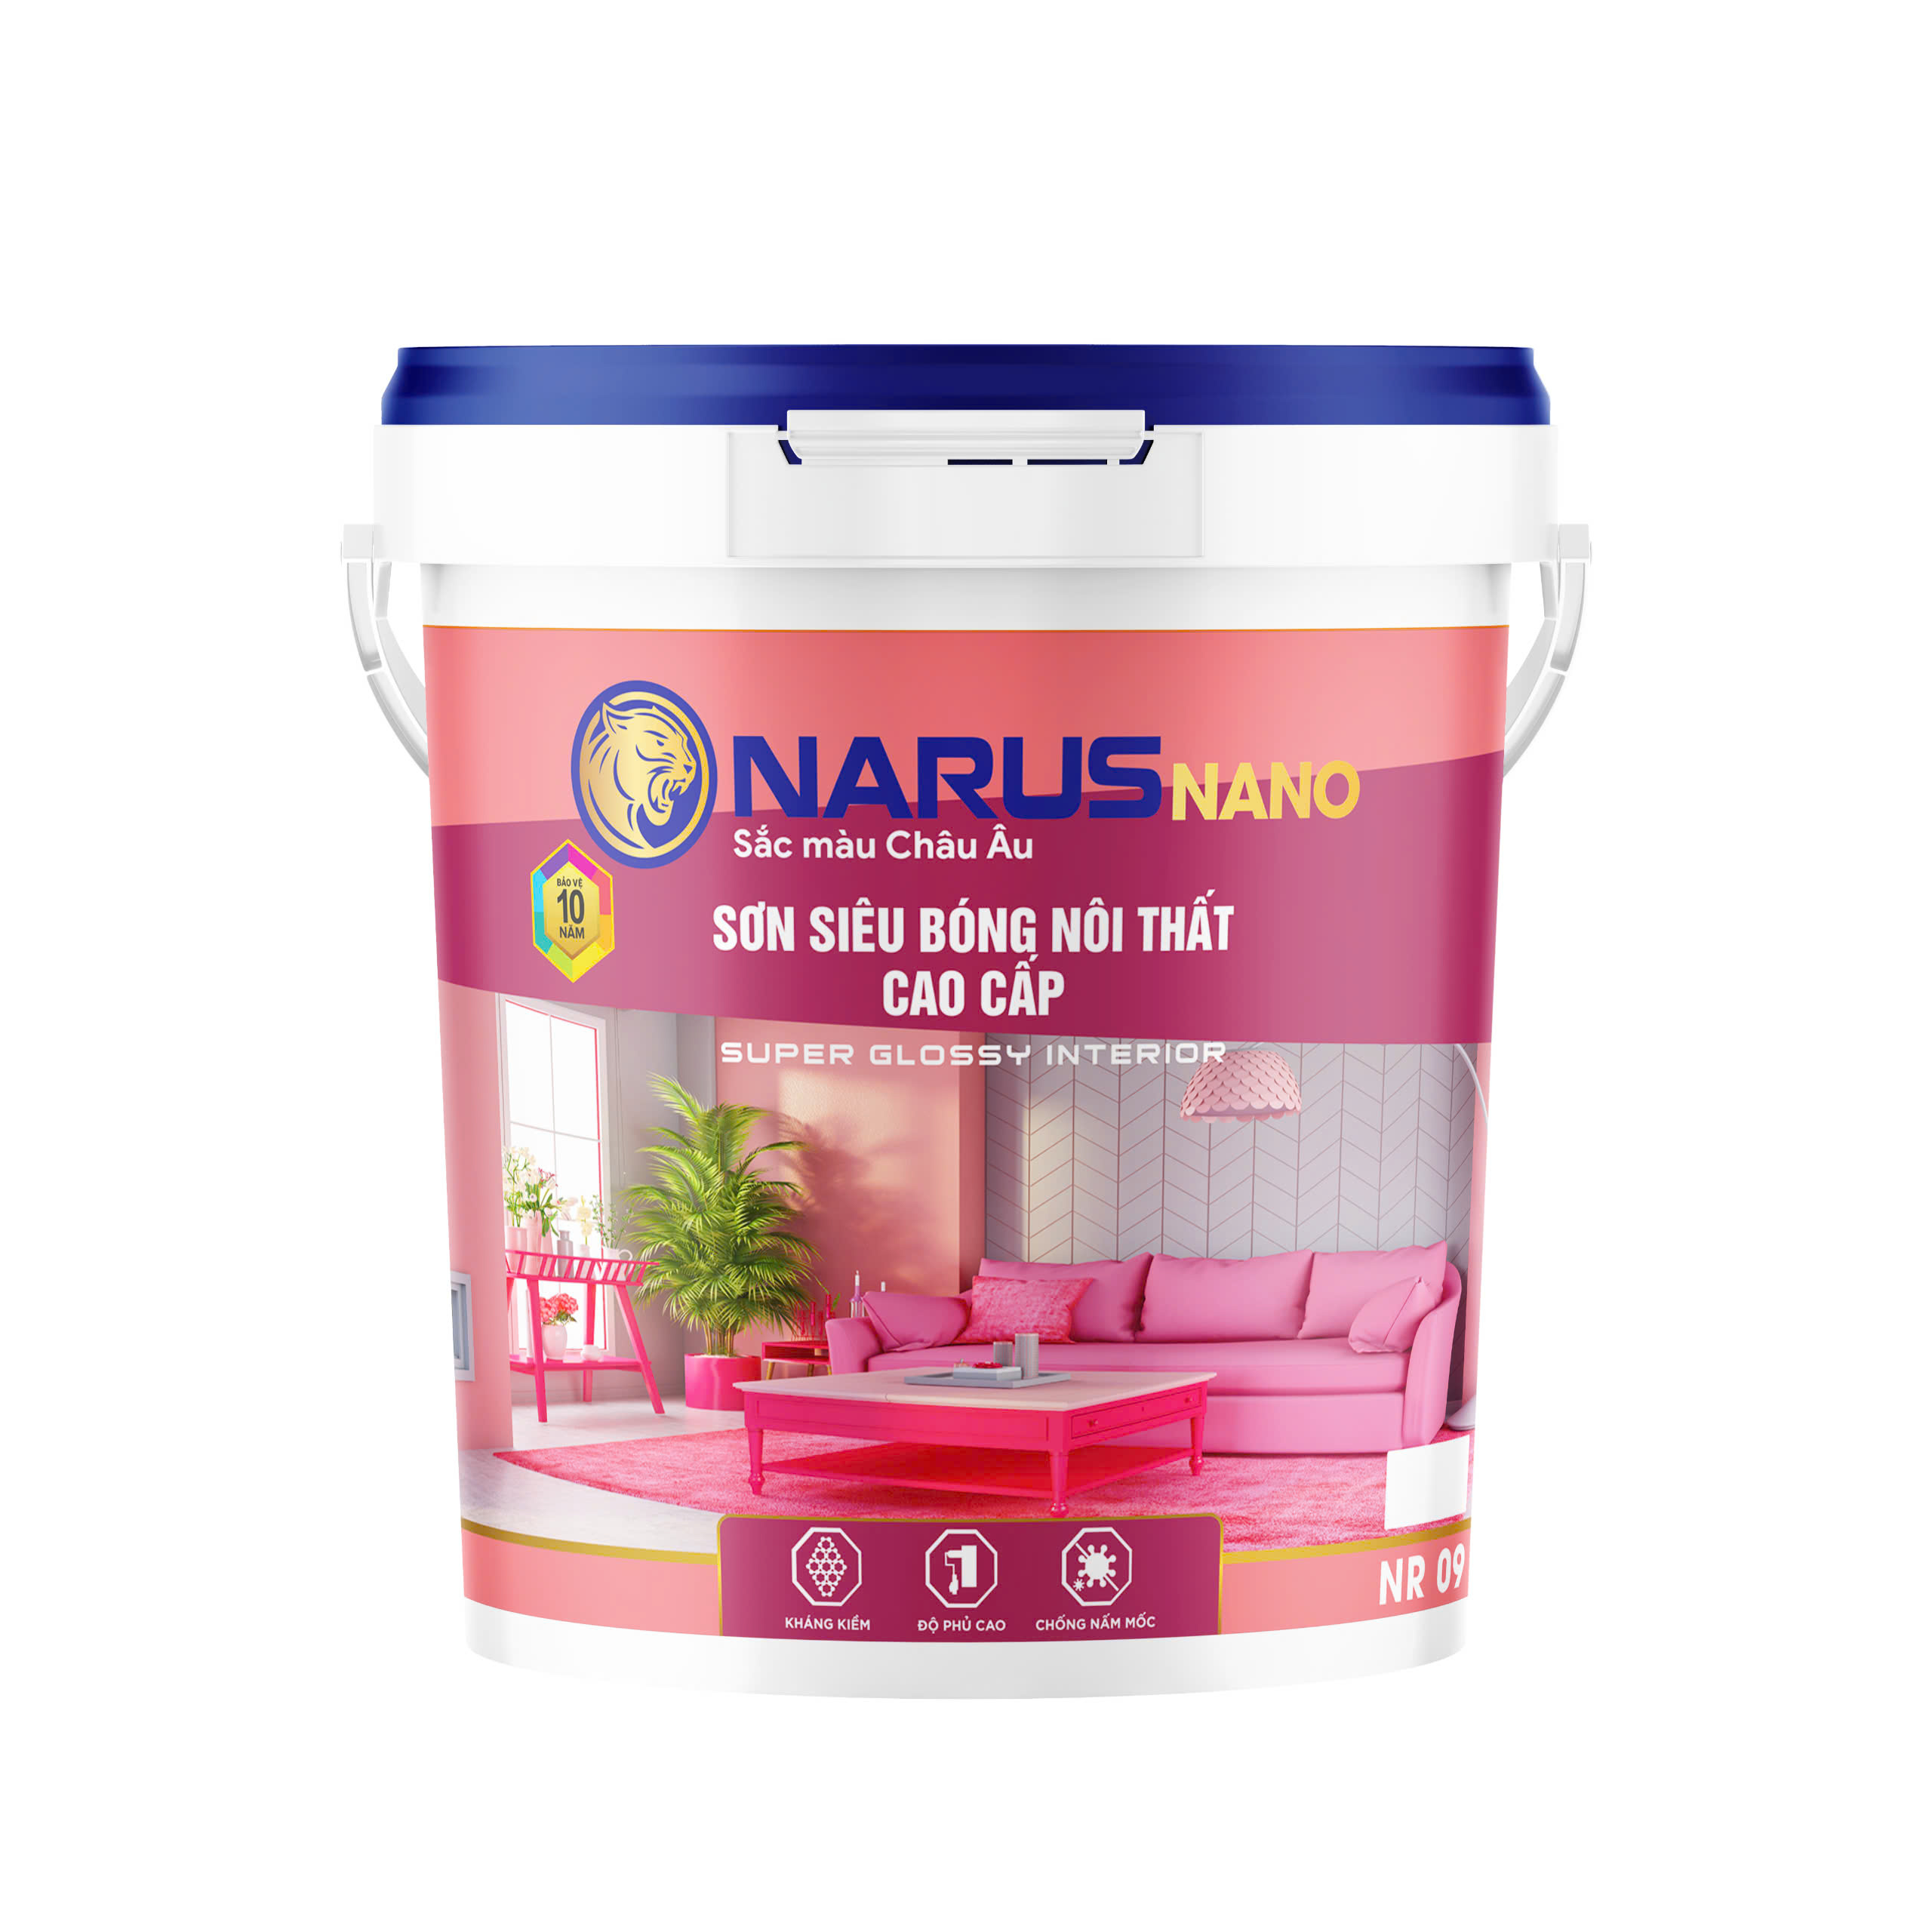 NARUS NANO
Sắc màu Châu Âu
BẢO VỆ
10
NĂM
SƠN SIÊU BÓNG NÔI THẤT
CAO CẤP
SUPER GLOSSY INTERIOR
KHÁNG KIỀM
ĐỘ PHỦ CAO
CHỐNG NẤM MỐC
NR 09